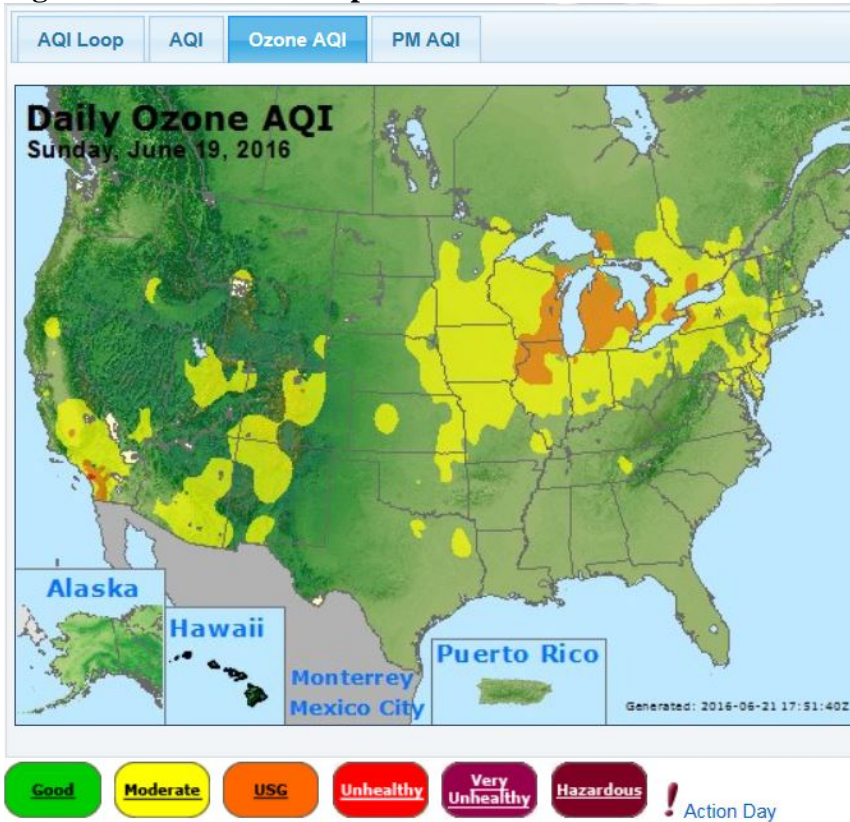 AQI Loop AQI Ozone AQI PM AQI
Daily Ozone AQI
Sunday, June 19, 2016
Alaska
Hawaii
Monterrey
Mexico City
Puerto Rico
Generated: 2016-06-21 17:51:40Z
Good Moderate USG Unhealthy Very Unhealthy Hazardous ! Action Day